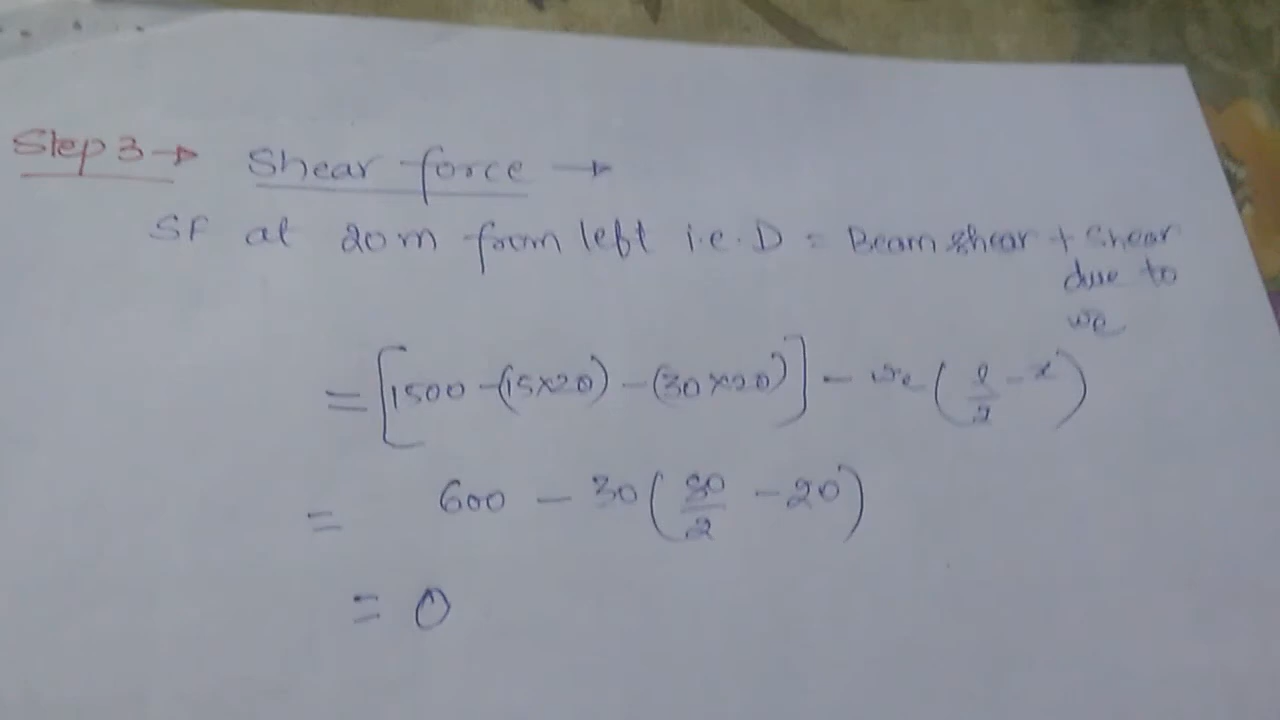 Step 3→ Shear force →
SF at 20m from left i.e. D = Beam shear + Shear
due to
we
= [1500 -(15×20) -(30×20)] - we (l/2 - x)
= 600 - 30 (80/2 - 20)
= 0